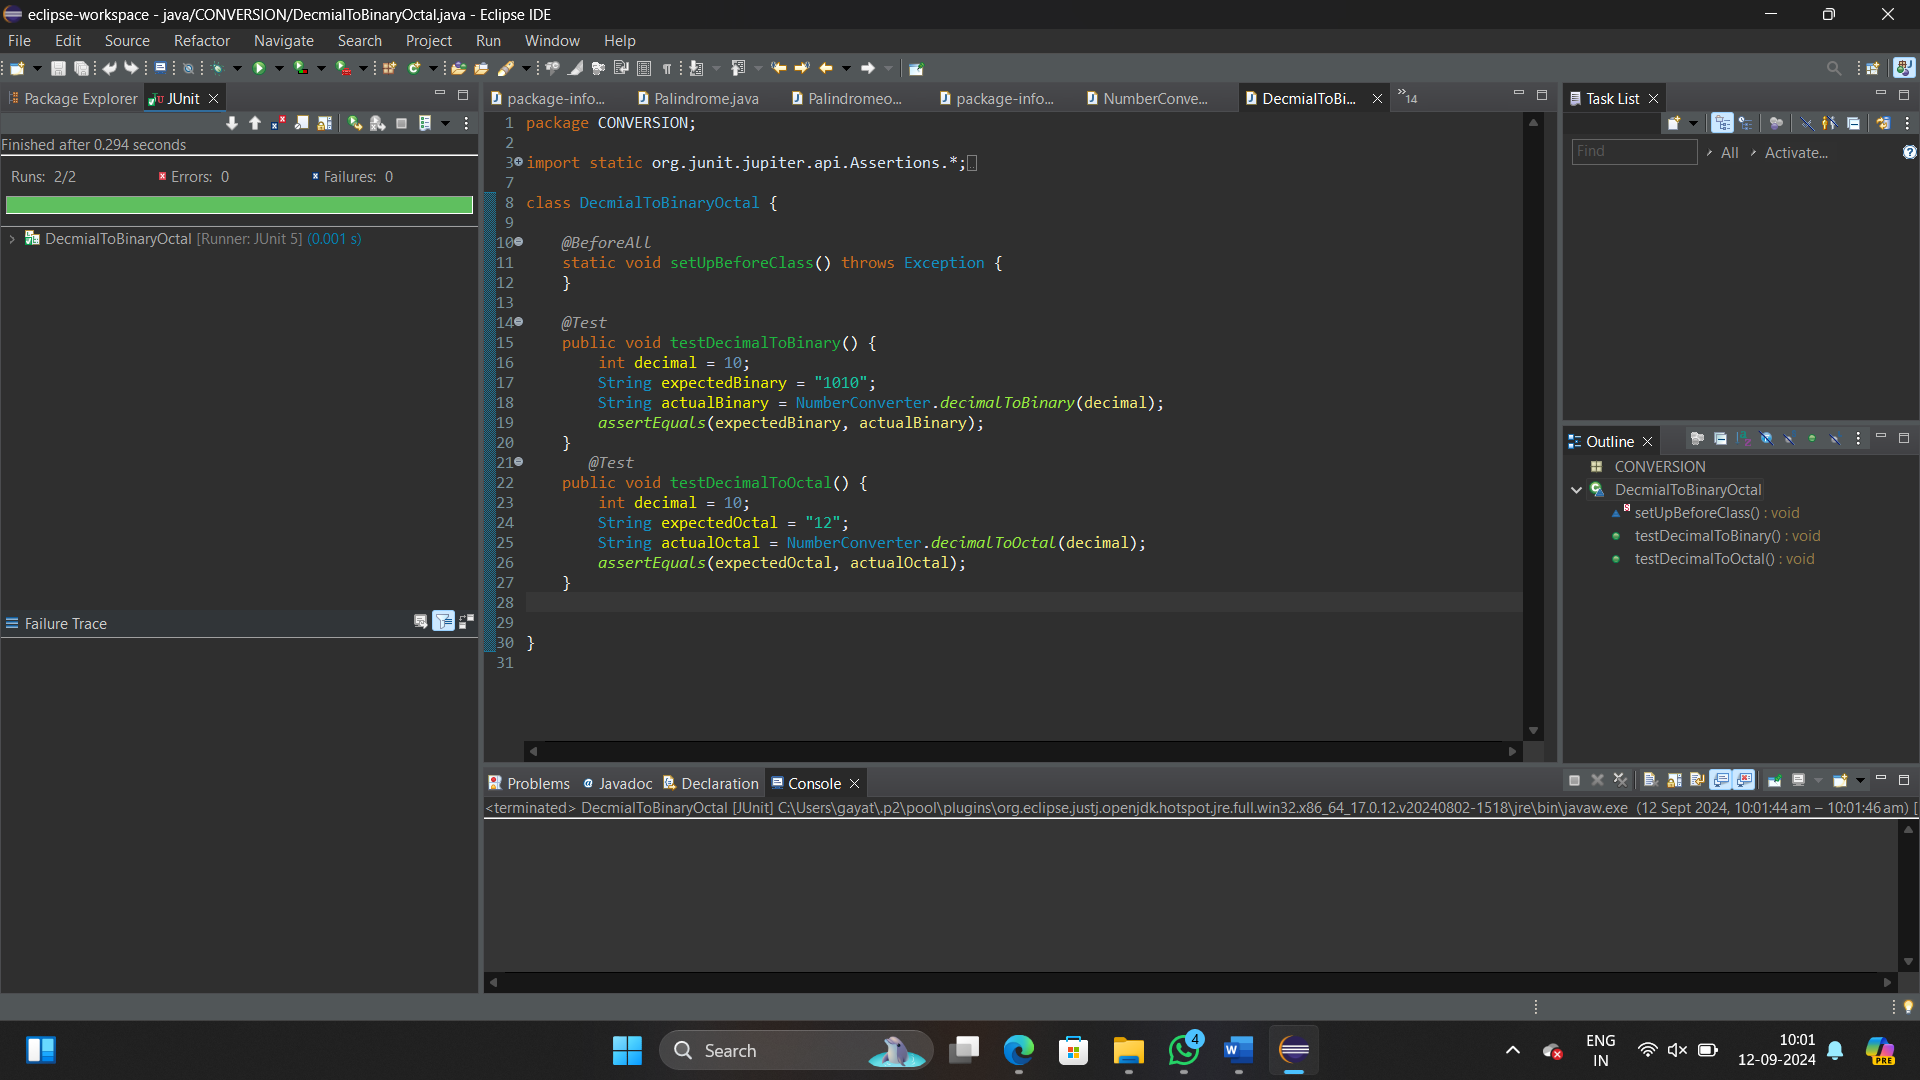 eclipse-workspace - java/CONVERSION/DecmialToBinaryOctal.java - Eclipse IDE
File Edit Source Refactor Navigate Search Project Run Window Help
Package Explorer JUnit
Finished after 0.294 seconds
Runs: 2/2 Errors: 0 Failures: 0
DecmialToBinaryOctal [Runner: JUnit 5] (0.001 s)
Failure Trace
package-info... Palindrome.java Palindromeo... package-info... NumberConve... DecmialToBi... »14
1 package CONVERSION;
2
3 import static org.junit.jupiter.api.Assertions.*;
7
8 class DecmialToBinaryOctal {
9
10 @BeforeAll
11 static void setUpBeforeClass() throws Exception {
12 }
13
14 @Test
15 public void testDecimalToBinary() {
16 int decimal = 10;
17 String expectedBinary = "1010";
18 String actualBinary = NumberConverter.decimalToBinary(decimal);
19 assertEquals(expectedBinary, actualBinary);
20 }
21 @Test
22 public void testDecimalToOctal() {
23 int decimal = 10;
24 String expectedOctal = "12";
25 String actualOctal = NumberConverter.decimalToOctal(decimal);
26 assertEquals(expectedOctal, actualOctal);
27 }
28
29
30 }
31
Task List
Find All Activate...
Outline
CONVERSION
DecmialToBinaryOctal
setUpBeforeClass() : void
testDecimalToBinary() : void
testDecimalToOctal() : void
Problems Javadoc Declaration Console
<terminated> DecmialToBinaryOctal [JUnit] C:\Users\gayat\.p2\pool\plugins\org.eclipse.justj.openjdk.hotspot.jre.full.win32.x86_64_17.0.12.v20240802-1518\jre\bin\javaw.exe (12 Sept 2024, 10:01:44 am – 10:01:46 am) [
Search
4
ENG
IN
10:01
12-09-2024
PRE